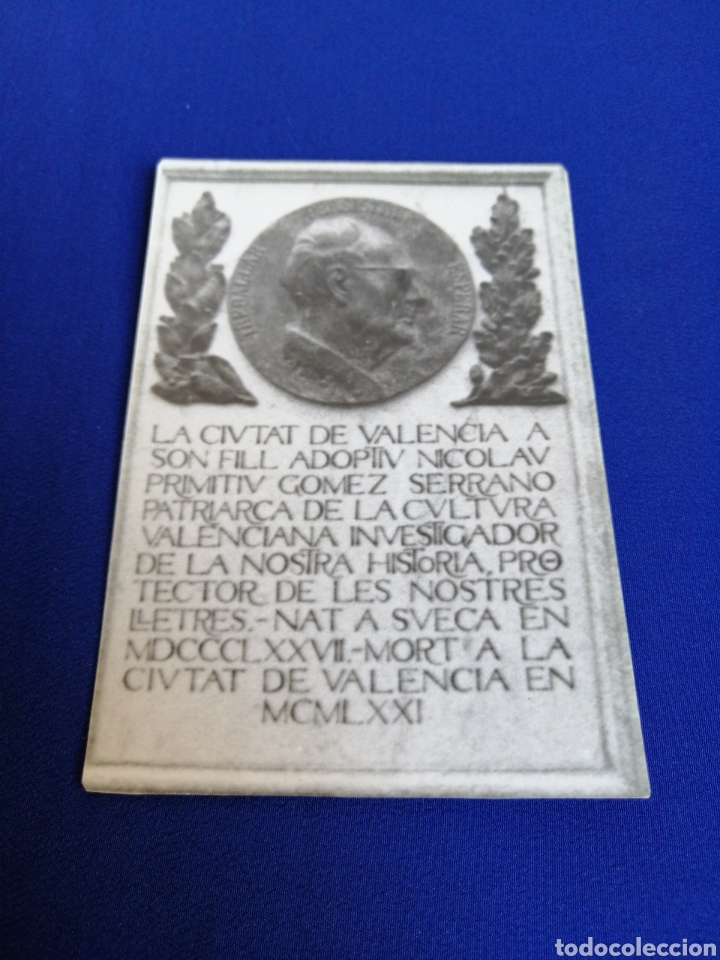 TREBALLAR
ESPERAR
LA CIVTAT DE VALENCIA A
SON FILL ADOPTIV NICOLAV
PRIMITIV GOMEZ SERRANO
PATRIARCA DE LA CVLTVRA
VALENCIANA INVESTIGADOR
DE LA NOSTRA HISTORIA, PRO
TECTOR DE LES NOSTRES
LLETRES.-NAT A SVECA EN
MDCCCLXXVII.-MORT A LA
CIVTAT DE VALENCIA EN
MCMLXXI
todocoleccion